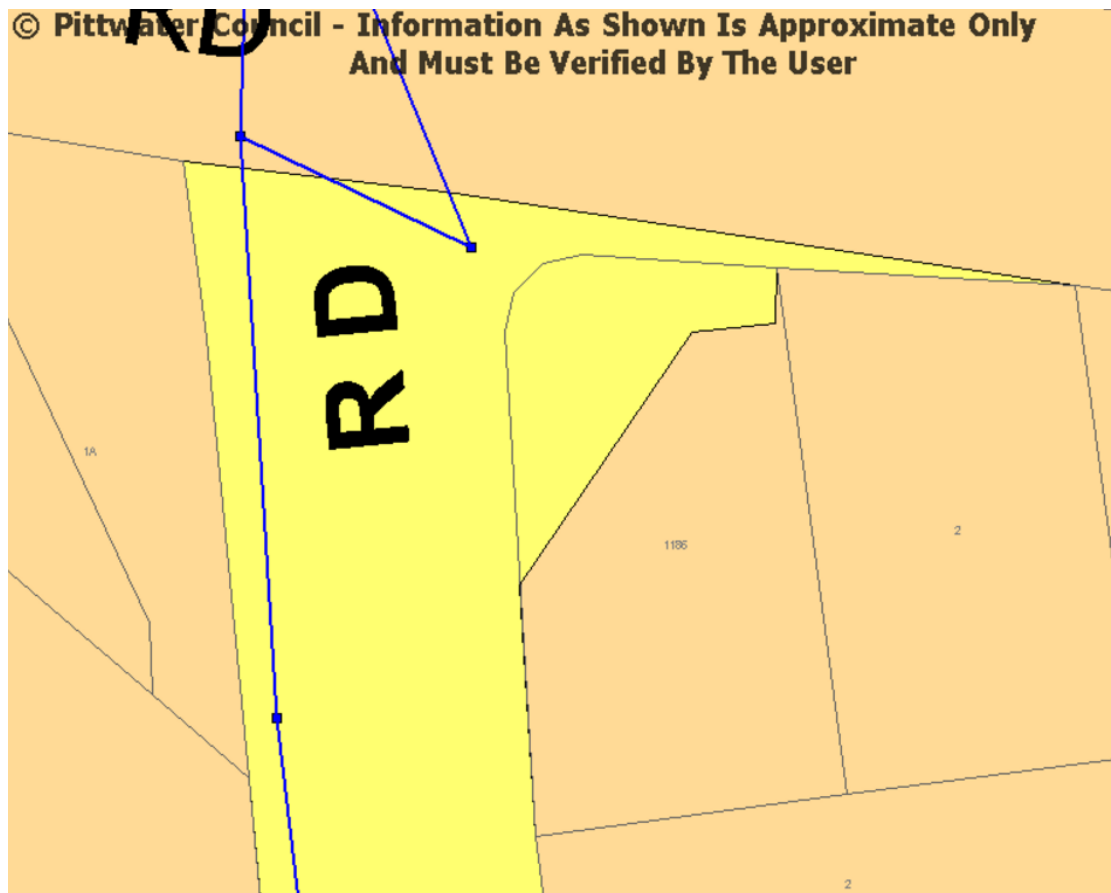 © Pittwater Council - Information As Shown Is Approximate Only
And Must Be Verified By The User
RD
RD
1A
1186
2
2